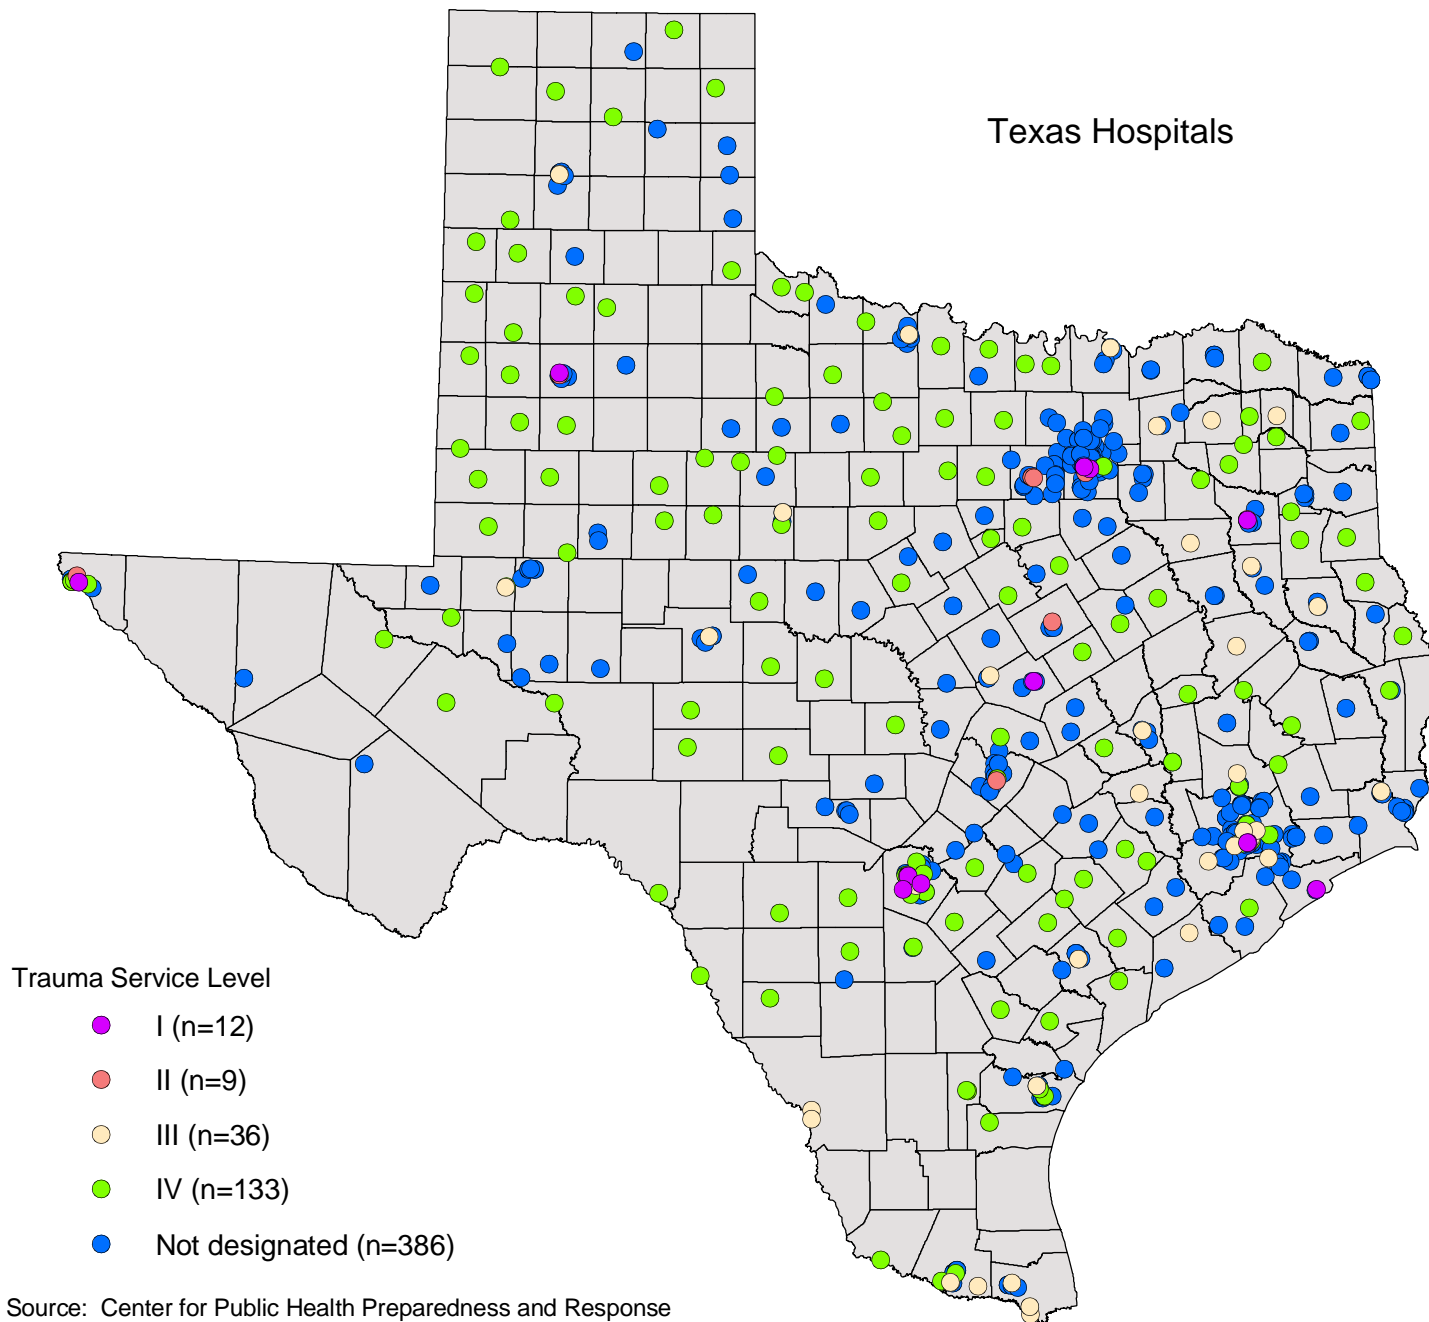 Texas Hospitals
Trauma Service Level
I (n=12)
II (n=9)
III (n=36)
IV (n=133)
Not designated (n=386)
Source:  Center for Public Health Preparedness and Response